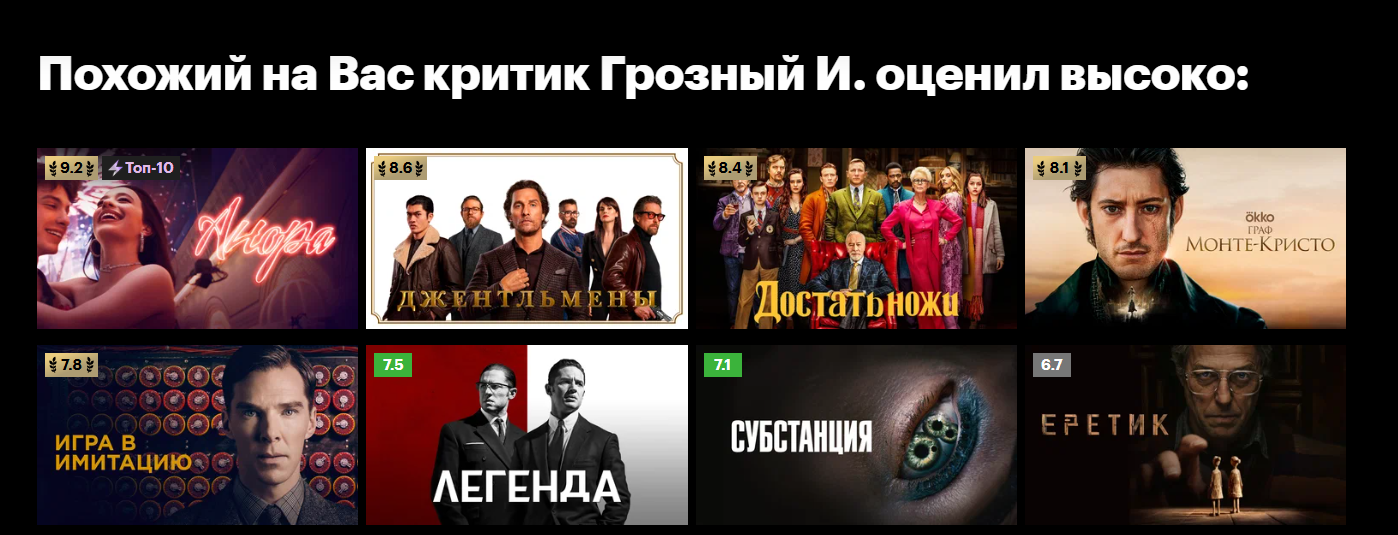 Похожий на Вас критик Грозный И. оценил высоко:
9.2 Топ-10
Анора
8.6
ДЖЕНТЛЬМЕНЫ
8.4
Достать ножи
8.1
okko
ГРАФ
МОНТЕ-КРИСТО
7.8
ИГРА В
ИМИТАЦИЮ
7.5
ЛЕГЕНДА
7.1
СУБСТАНЦИЯ
6.7
ЕРЕТИК